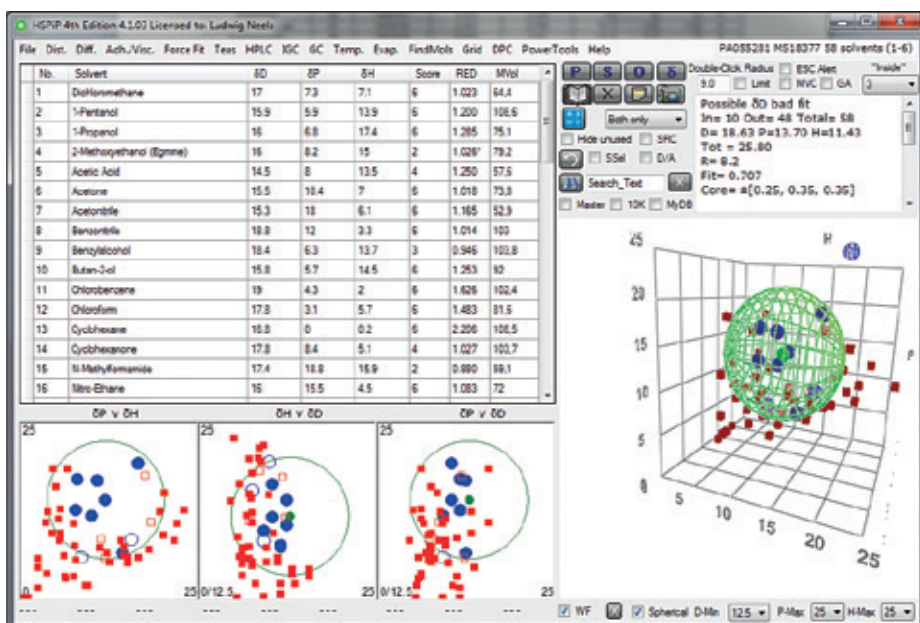 HSPiP 4th Edition 4.1.03 Licensed to: Ludwig Neels
File Dist. Diff. Ach./Visc. Force Fit Teas HPLC IGC GC Temp. Evap. FindMols Grid DPC PowerTools Help
PA055281 MS18377 58 solvents (1-6)
No. Solvent δD δP δH Score RED MVol
1 17 7.3 7.1 6 1.023 64,4
2 1-Pentanol 15.9 5.9 13.9 6 1.200 108,6
3 1-Propanol 16 6.8 17.4 6 1.285 75,1
4 2-Methoxyethanol 16 8.2 15 2 1.026* 79,2
5 Acetic Acid 14.5 8 13.5 4 1.250
6 Acetone 15.5 10.4 7 6 1.018 73,8
7 Acetonitrile 15.3 18 6.1 6 1.165 52,9
8 Benzonitrile 18.8 12 3.3 6 1.014 103
9 Benzylalcohol 18.4 6.3 13.7 3 0.946 103,8
10 15.8 5.7 14.5 6 1.253 92
11 Chlorobenzene 19 4.3 2 6 1.626 102,4
12 Chloroform 17.8 3.1 5.7 6 1.483
13 Cyclohexane 16.8 0 0.2 6 2.206 108,5
14 Cyclohexanone 17.8 8.4 5.1 4 1.027 103,7
15 N-Methylformamide 17.4 18.8 15.9 2 59,1
16 Nitro-Ethane 16 15.5 4.5 6 1.083 72
P S O δ
Double-Click Radius ESC Alert "Inside"
9.0 Limit NVC GA 3
Both only
Hide unused SRC
SSel D/A
Search_Text X
Master 10K MyDB
Possible δD bad fit
In= 10 Out= 48 Total= 58
D= 18.63 P=13.70 H=11.43
Tot = 25.80
R= 8.2
Fit= 0.707
Core= ±[0.25, 0.35, 0.35]
25 H
20
15 P
10
5
0
5
10
15
20
25
δP v δH δH v δD δP v δD
25 25 25
0 25 0/12.5 25 0/12.5 25
--- --- --- --- --- --- --- --- ---
WF X Spherical D-Min 12.5 P-Max 25 H-Max 25